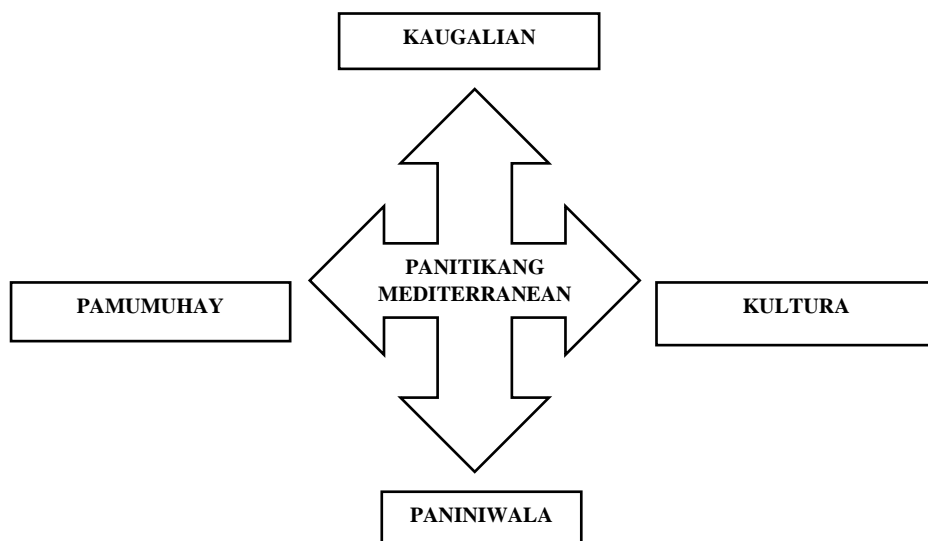 KAUGALIAN
PANITIKANG
MEDITERRANEAN
PAMUMUHAY
KULTURA
PANINIWALA